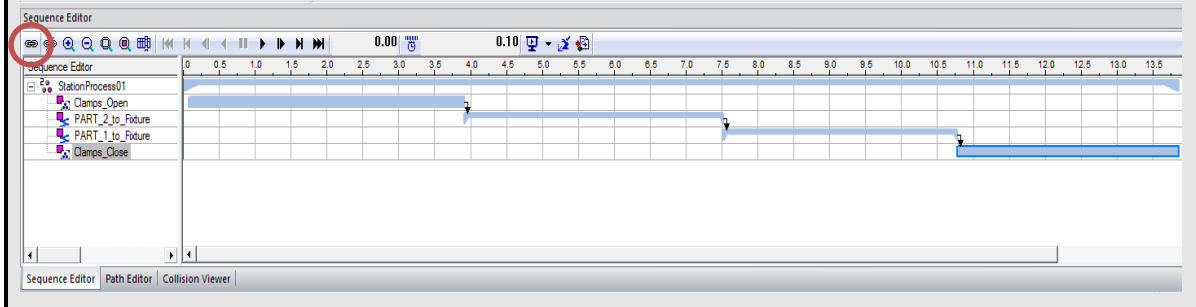 Sequence Editor
0.00 0.10
Sequence Editor .0 0.5 1.0 1.5 2.0 2.5 3.0 3.5 4.0 4.5 5.0 5.5 6.0 6.5 7.0 7.5 8.0 8.5 9.0 9.5 10.0 10.5 11.0 11.5 12.0 12.5 13.0 13.5
StationProcess01
Clamps_Open
PART_2_to_Fixture
PART_1_to_Fixture
Clamps_Close
Sequence Editor Path Editor Collision Viewer